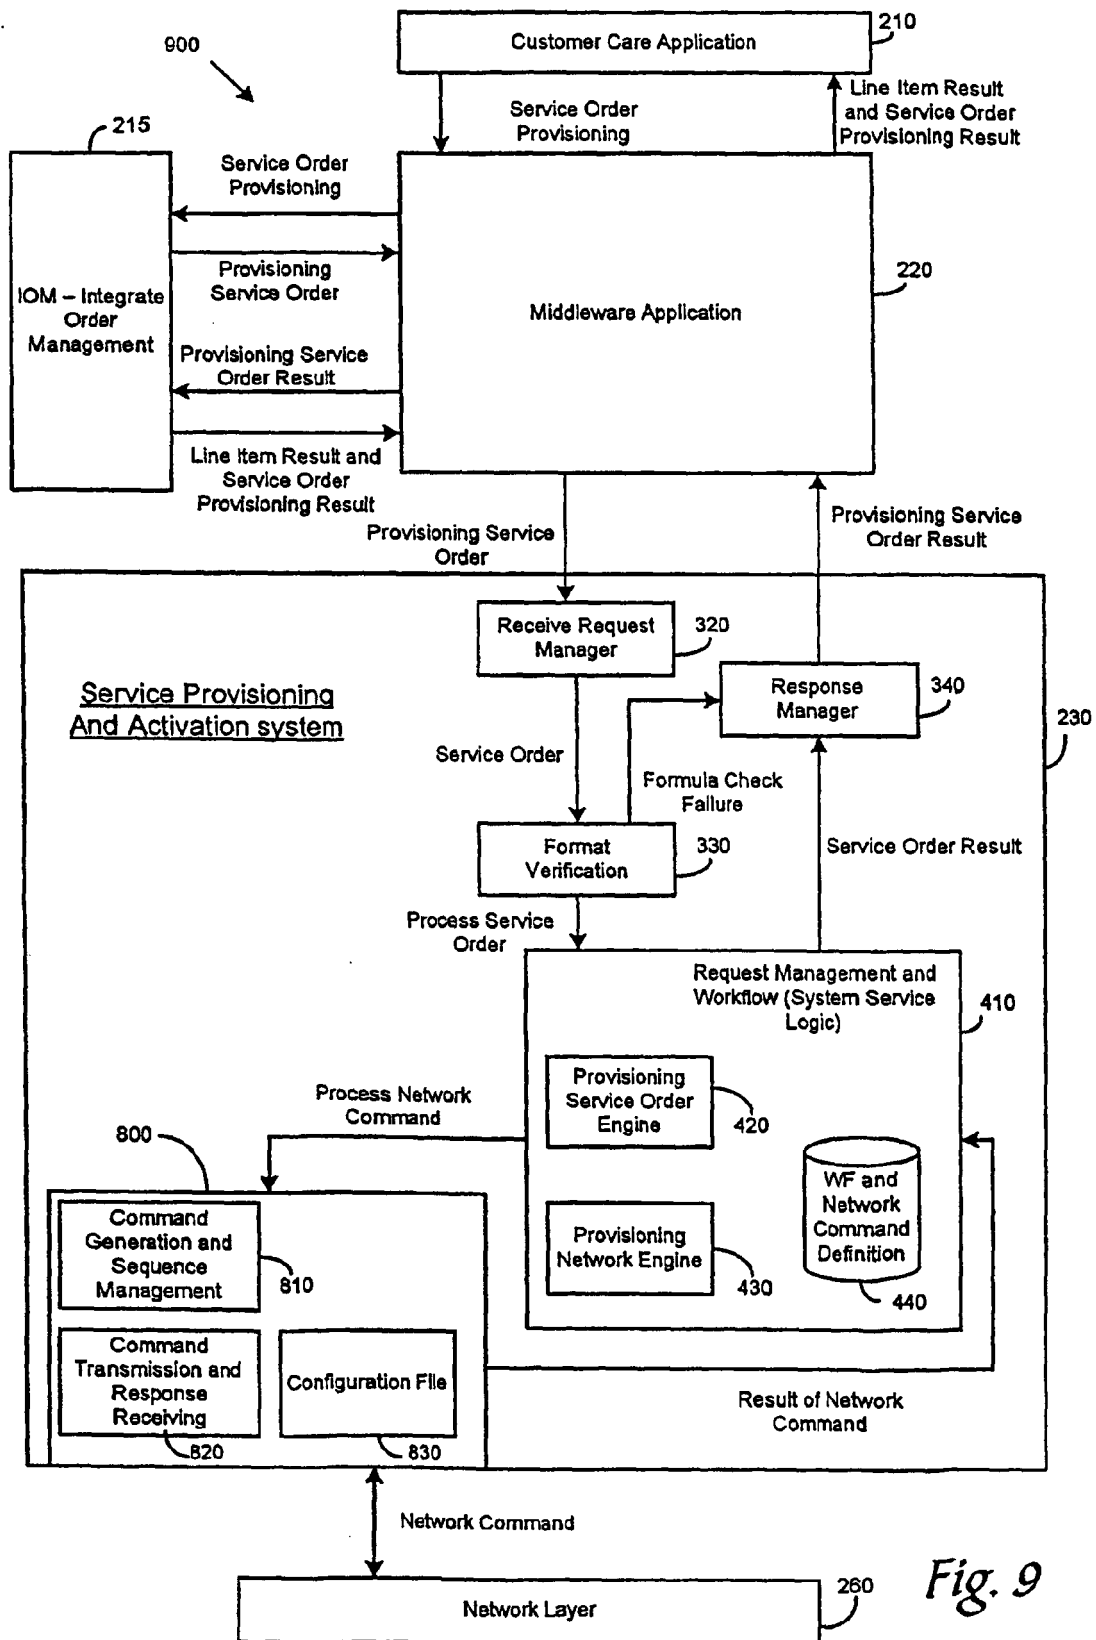 210
Customer Care Application
900
Service Order
Provisioning
Line Item Result
and Service Order
Provisioning Result
215
Service Order
Provisioning
Provisioning
Service Order
220
IOM – Integrate
Order
Management
Middleware Application
Provisioning Service
Order Result
Line Item Result and
Service Order
Provisioning Result
Provisioning Service
Order
Provisioning Service
Order Result
Receive Request
Manager
320
Service Provisioning
And Activation system
Response
Manager
340
230
Service Order
Formula Check
Failure
Format
Verification
330
Service Order Result
Process Service
Order
Request Management and
Workflow (System Service
Logic)
410
Provisioning
Service Order
Engine
420
Process Network
Command
800
WF and
Network
Command
Definition
440
Provisioning
Network Engine
430
Command
Generation and
Sequence
Management
810
Command
Transmission and
Response
Receiving
820
Configuration File
830
Result of Network
Command
Network Command
Network Layer
260
Fig. 9